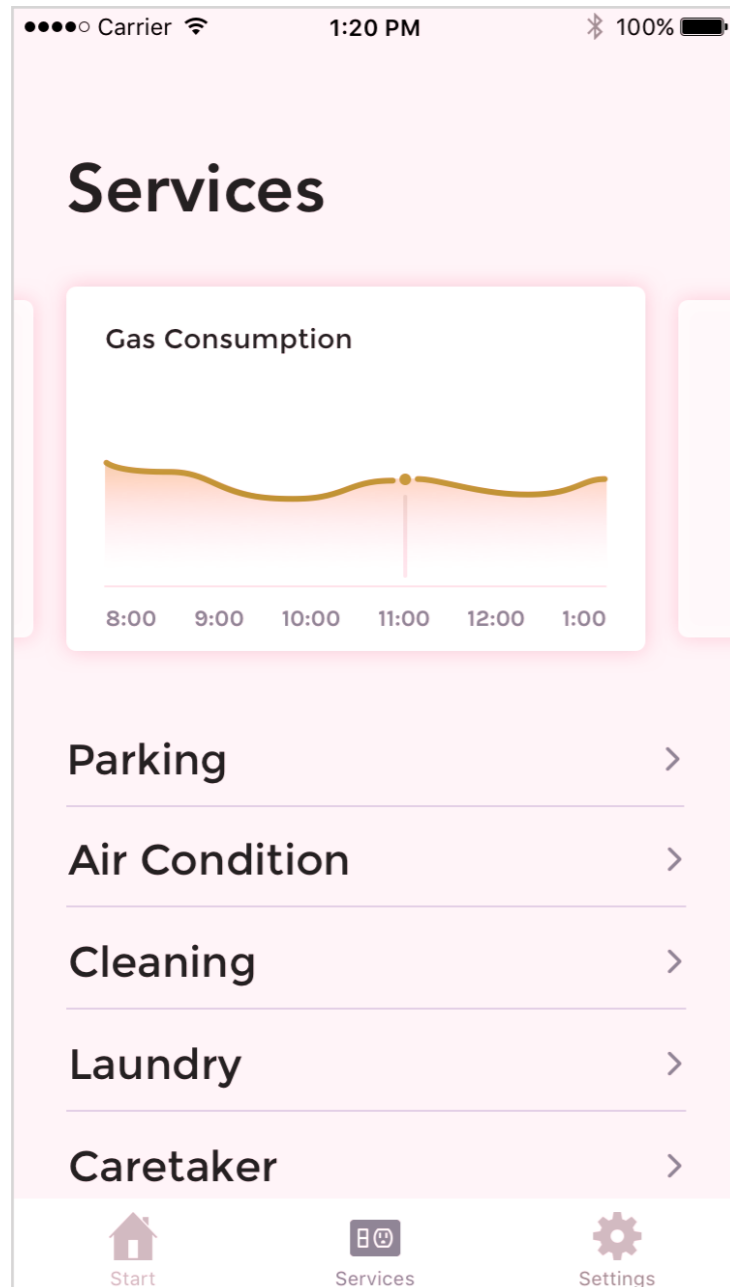 Carrier 1:20 PM 100%
Services
Gas Consumption
8:00 9:00 10:00 11:00 12:00 1:00
Parking
Air Condition
Cleaning
Laundry
Caretaker
Start Services Settings